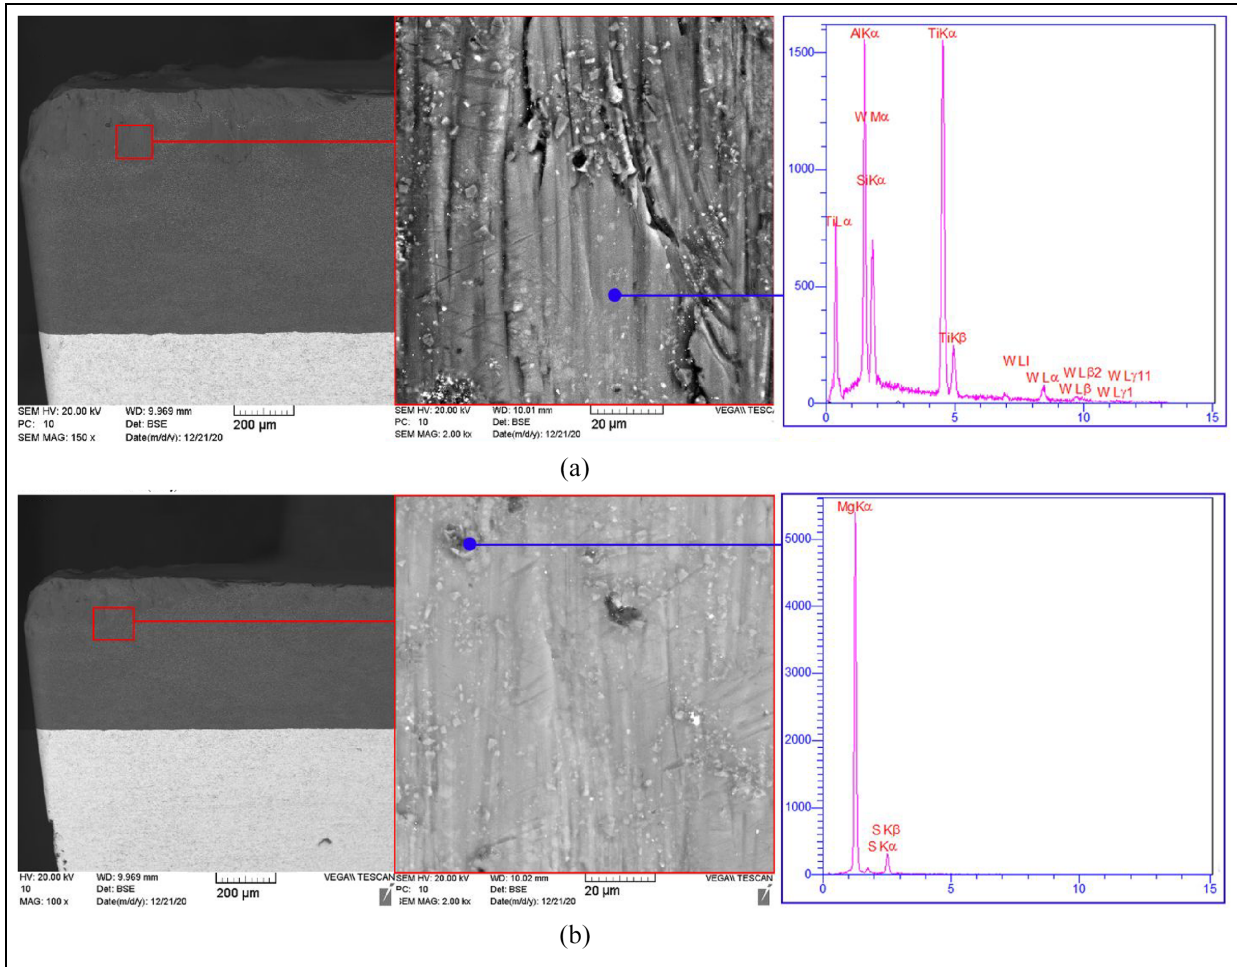 AlKα
TiKα
W Mα
SiKα
TiLα
TiKβ
W Ll
W Lα
W Lβ2
W Lβ
W Lγ11
W Lγ1
1500
1000
500
0
0
5
10
15
SEM HV: 20.00 kV WD: 9.969 mm
PC: 10 Det: BSE 200 µm
SEM MAG: 150 x Date(m/d/y): 12/21/20
SEM HV: 20.00 kV WD: 10.01 mm VEGA\\ TESCA
PC: 10 Det: BSE 20 µm
SEM MAG: 2.00 kx Date(m/d/y): 12/21/20
(a)
MgKα
S Kβ
S Kα
5000
4000
3000
2000
1000
0
0
5
10
15
HV: 20.00 kV WD: 9.969 mm VEGA\\ TESCAN
10 Det: BSE 200 µm
MAG: 100 x Date(m/d/y): 12/21/20
SEM HV: 20.00 kV WD: 10.02 mm VEGA\\ TESCAN
PC: 10 Det: BSE 20 µm
SEM MAG: 2.00 kx Date(m/d/y): 12/21/20
(b)